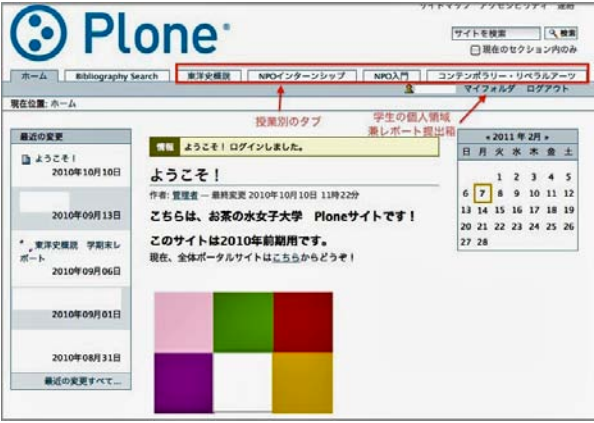 サイトマップ アクセシビリティ 連絡
Plone
サイトを検索 検索
現在のセクション内のみ
ホーム Bibliography Search 東洋史概説 NPOインターンシップ NPO入門 コンテンポラリー・リベラルアーツ
マイフォルダ ログアウト
現在位置: ホーム
授業別のタブ
学生の個人領域
兼レポート提出箱
最近の変更
ようこそ!
2010年10月10日
2010年09月13日
東洋史概説 学期末レ
ポート
2010年09月06日
2010年09月01日
2010年08月31日
最近の変更すべて...
情報 ようこそ! ログインしました。
ようこそ!
作者: 管理者 — 最終変更 2010年10月10日 11時22分
こちらは、お茶の水女子大学 Ploneサイトです!
このサイトは2010年前期用です。
現在、全体ポータルサイトはこちらからどうぞ!
« 2011年 2月 »
日 月 火 水 木 金 土
1 2 3 4 5
6 7 8 9 10 11 12
13 14 15 16 17 18 19
20 21 22 23 24 25 26
27 28